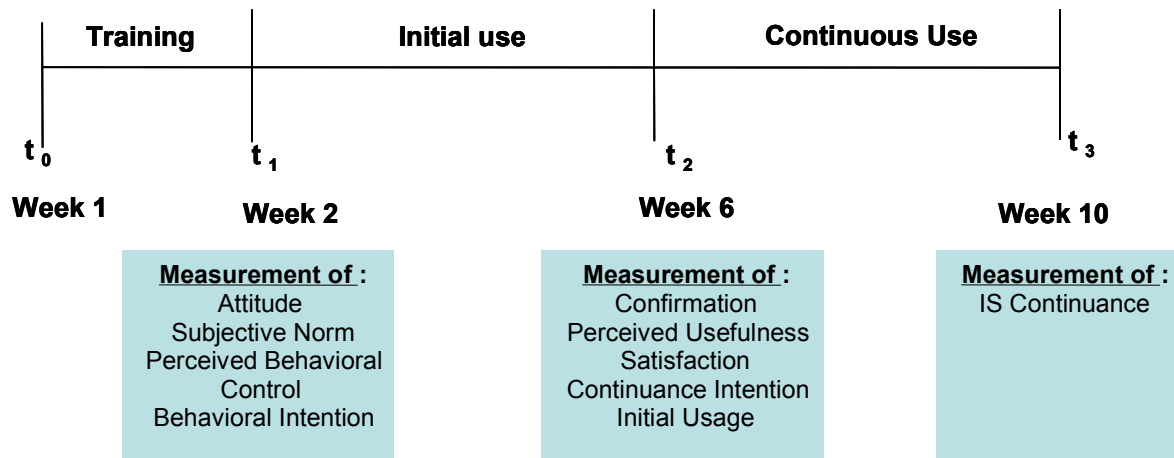 Training Initial use Continuous Use
t0 t1 t2 t3
Week 1 Week 2 Week 6 Week 10
Measurement of :
Attitude
Subjective Norm
Perceived Behavioral
Control
Behavioral Intention
Measurement of :
Confirmation
Perceived Usefulness
Satisfaction
Continuance Intention
Initial Usage
Measurement of :
IS Continuance